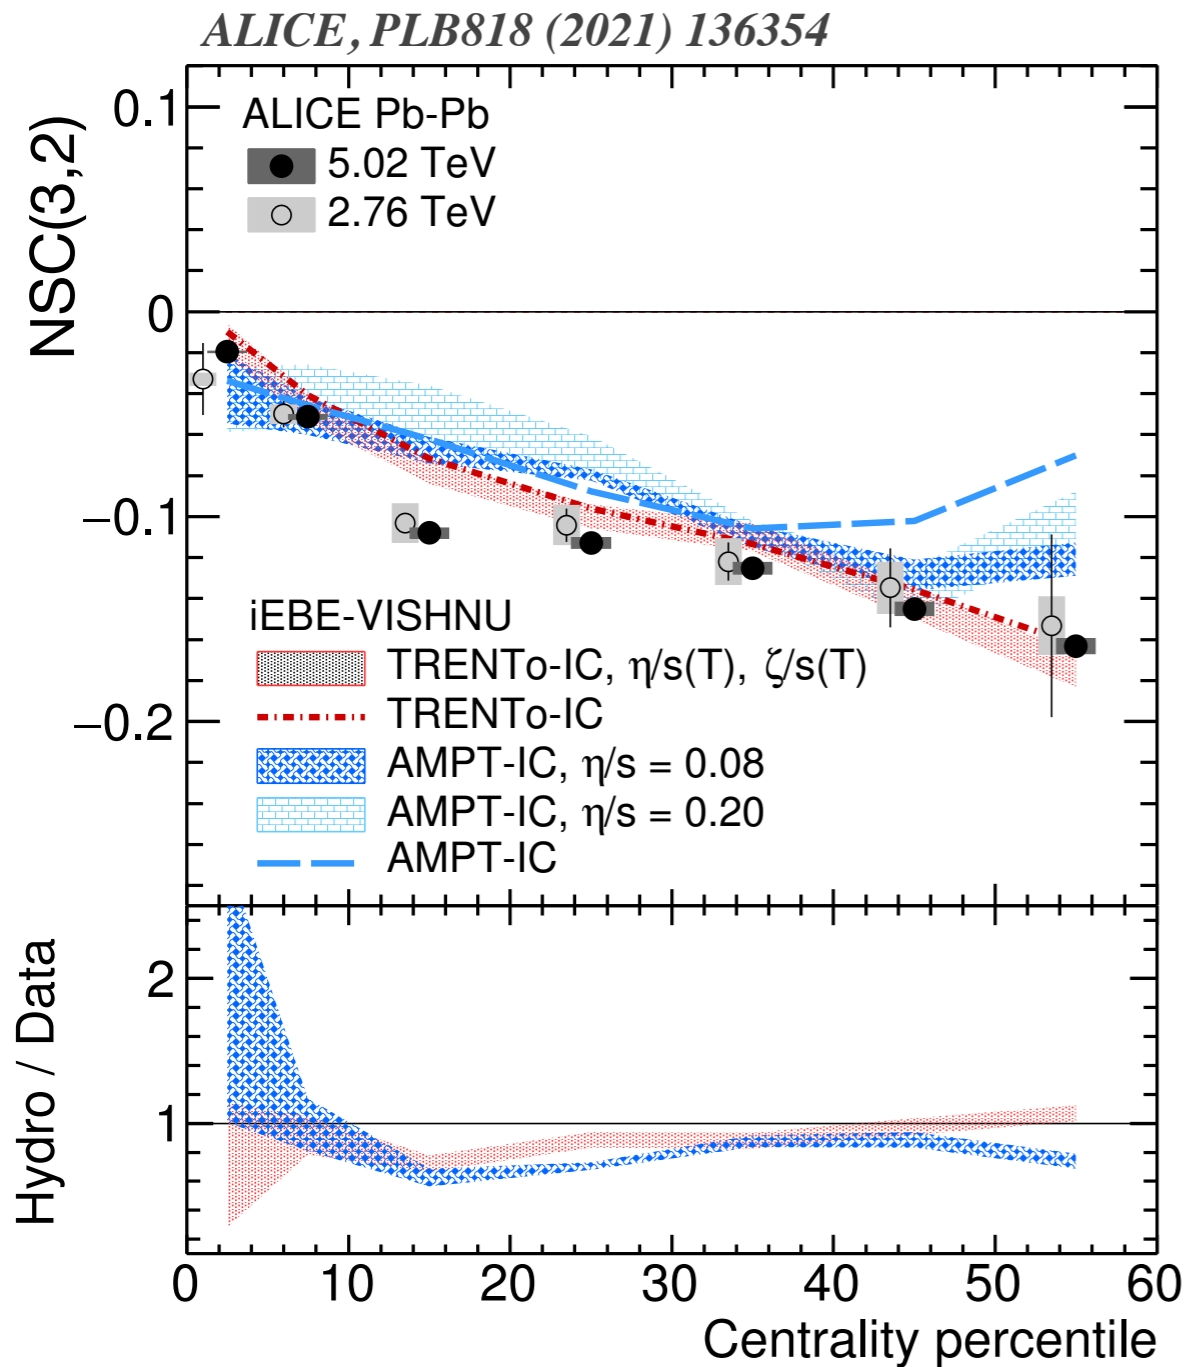 ALICE, PLB818 (2021) 136354
NSC(3,2)
0.1
0
−0.1
−0.2
ALICE Pb-Pb
5.02 TeV
2.76 TeV
iEBE-VISHNU
TRENTo-IC, η/s(T), ζ/s(T)
TRENTo-IC
AMPT-IC, η/s = 0.08
AMPT-IC, η/s = 0.20
AMPT-IC
Hydro / Data
2
1
0 10 20 30 40 50 60
Centrality percentile